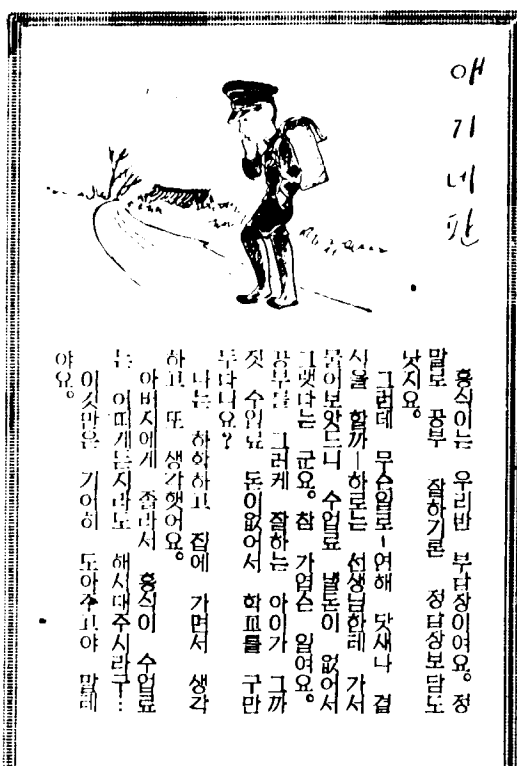 애기네판
흥식이는 우리반 부급장이여요. 정
말로 공부 잘하기론 정급장보담도
낫지요.
그런데 무슨일로ー연해 닷새나 결
석을 할까ー하로는 선생님한테 가서
물어보앗드니 수업료 낼돈이 없어서
그랫다는 군요. 참 가엽슨 일여요.
공부를 그러케 잘하는 아이가 그까
짓 수업료 돈이없어서 학교를 구만
두다니요?
나는 하학하고 집에 가면서 생각
하고 또 생각햇어요.
아버지에게 졸라서 흥식이 수업료
는 어떠게든지라도 해서대주시라구…
이것만은 기어히 도아주고야 말테
야요.